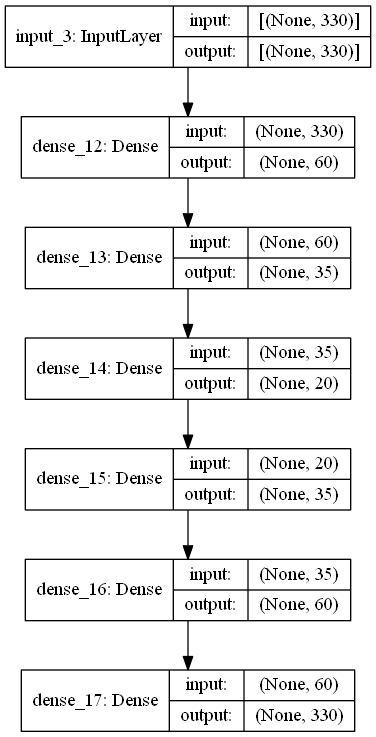 input_3: InputLayer input: [(None, 330)]
output: [(None, 330)]
dense_12: Dense input: (None, 330)
output: (None, 60)
dense_13: Dense input: (None, 60)
output: (None, 35)
dense_14: Dense input: (None, 35)
output: (None, 20)
dense_15: Dense input: (None, 20)
output: (None, 35)
dense_16: Dense input: (None, 35)
output: (None, 60)
dense_17: Dense input: (None, 60)
output: (None, 330)